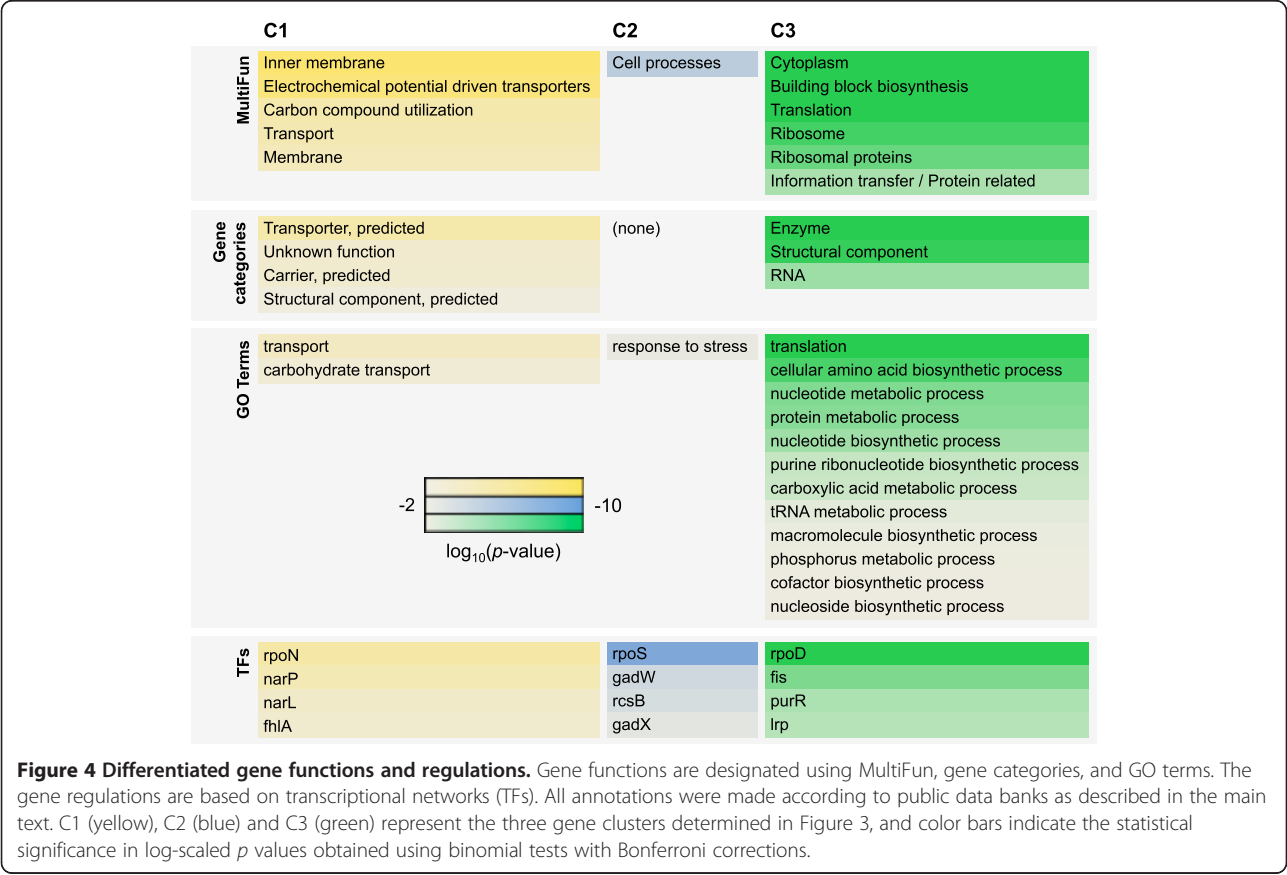 C1 C2 C3
MultiFun
Inner membrane
Electrochemical potential driven transporters
Carbon compound utilization
Transport
Membrane
Cell processes
Cytoplasm
Building block biosynthesis
Translation
Ribosome
Ribosomal proteins
Information transfer / Protein related
Gene
categories
Transporter, predicted
Unknown function
Carrier, predicted
Structural component, predicted
(none)
Enzyme
Structural component
RNA
GO Terms
transport
carbohydrate transport
response to stress
translation
cellular amino acid biosynthetic process
nucleotide metabolic process
protein metabolic process
nucleotide biosynthetic process
purine ribonucleotide biosynthetic process
carboxylic acid metabolic process
tRNA metabolic process
macromolecule biosynthetic process
phosphorus metabolic process
cofactor biosynthetic process
nucleoside biosynthetic process
-2 -10
log10(p-value)
TFs
rpoN
narP
narL
fhlA
rpoS
gadW
rcsB
gadX
rpoD
fis
purR
lrp
Figure 4 Differentiated gene functions and regulations. Gene functions are designated using MultiFun, gene categories, and GO terms. The
gene regulations are based on transcriptional networks (TFs). All annotations were made according to public data banks as described in the main
text. C1 (yellow), C2 (blue) and C3 (green) represent the three gene clusters determined in Figure 3, and color bars indicate the statistical
significance in log-scaled p values obtained using binomial tests with Bonferroni corrections.